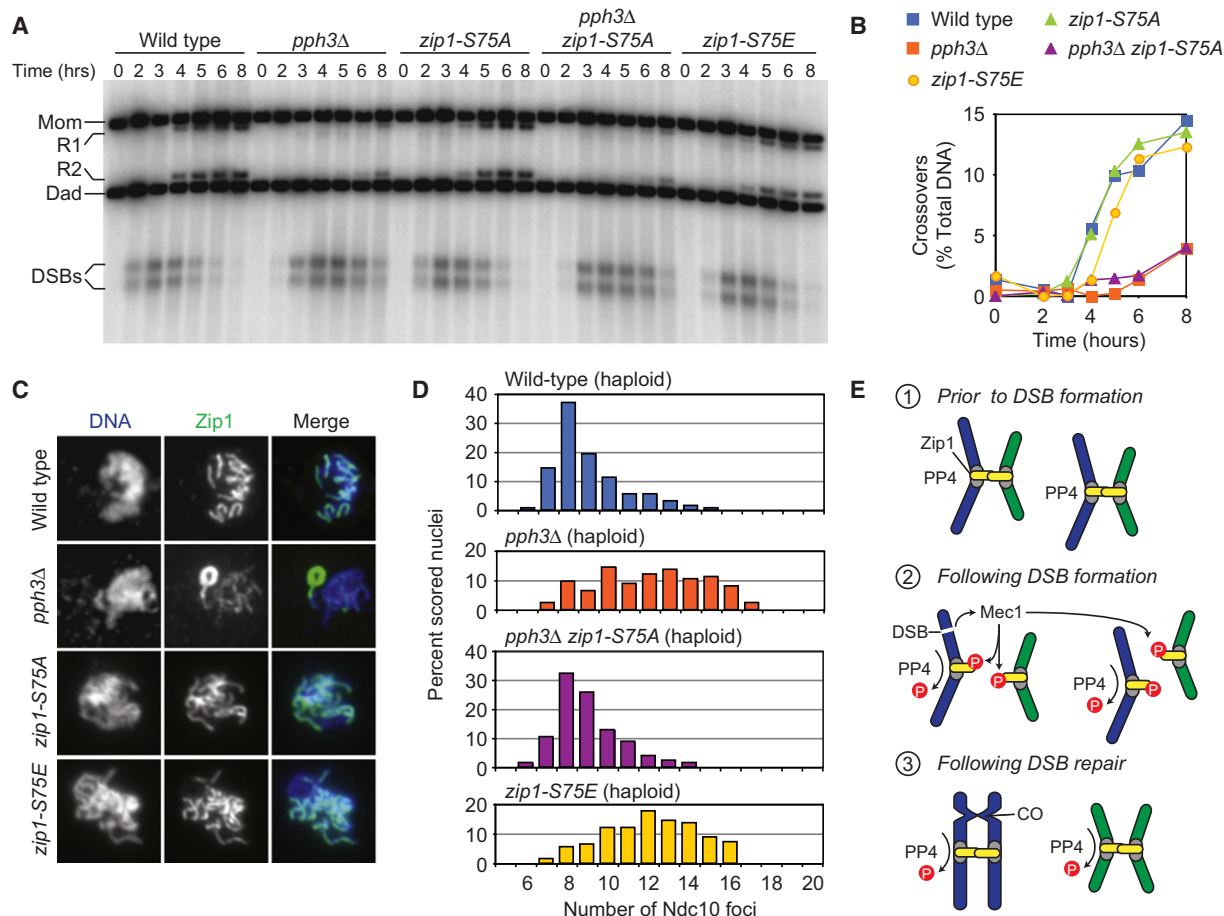 A
Wild type
pph3Δ
zip1-S75A
pph3Δ
zip1-S75A
zip1-S75E
Time (hrs)
0 2 3 4 5 6 8 0 2 3 4 5 6 8 0 2 3 4 5 6 8 0 2 3 4 5 6 8 0 2 3 4 5 6 8
Mom
R1
R2
Dad
DSBs
B
Wild type
zip1-S75A
pph3Δ
pph3Δ zip1-S75A
zip1-S75E
Crossovers
(% Total DNA)
15
10
5
0
0 2 4 6 8
Time (hours)
C
DNA
Zip1
Merge
Wild type
pph3Δ
zip1-S75A
zip1-S75E
D
Percent scored nuclei
Wild-type (haploid)
40
30
20
10
0
pph3Δ (haploid)
20
10
0
pph3Δ zip1-S75A (haploid)
40
30
20
10
0
zip1-S75E (haploid)
20
10
0
6 8 10 12 14 16 18 20
Number of Ndc10 foci
E
1 Prior to DSB formation
Zip1
PP4
PP4
2 Following DSB formation
Mec1
DSB
P
P
P
P
PP4
P
PP4
P
3 Following DSB repair
CO
PP4
P
PP4
P